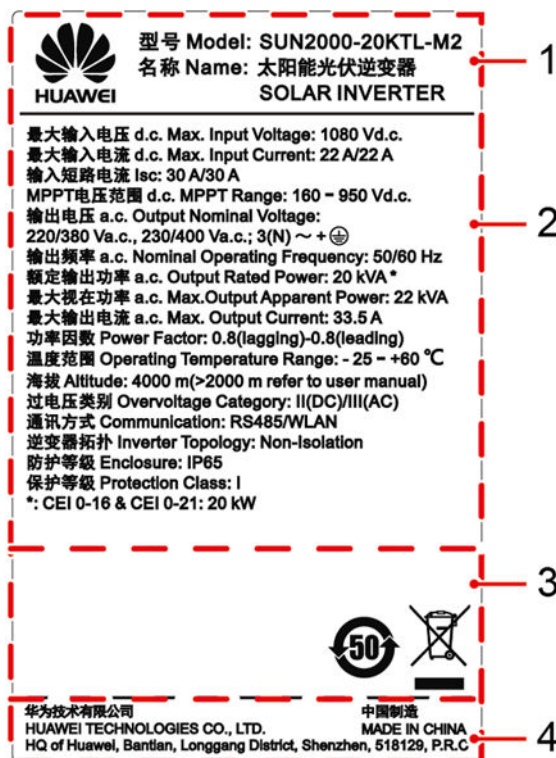 型号 Model: SUN2000-20KTL-M2
名称 Name: 太阳能光伏逆变器
SOLAR INVERTER
HUAWEI
1
最大输入电压 d.c. Max. Input Voltage: 1080 Vd.c.
最大输入电流 d.c. Max. Input Current: 22 A/22 A
输入短路电流 Isc: 30 A/30 A
MPPT电压范围 d.c. MPPT Range: 160 – 950 Vd.c.
输出电压 a.c. Output Nominal Voltage:
220/380 Va.c., 230/400 Va.c.; 3(N) ~ +
输出频率 a.c. Nominal Operating Frequency: 50/60 Hz
额定输出功率 a.c. Output Rated Power: 20 kVA *
最大视在功率 a.c. Max.Output Apparent Power: 22 kVA
最大输出电流 a.c. Max. Output Current: 33.5 A
功率因数 Power Factor: 0.8(lagging)-0.8(leading)
温度范围 Operating Temperature Range: - 25 – +60 ℃
海拔 Altitude: 4000 m(>2000 m refer to user manual)
过电压类别 Overvoltage Category: II(DC)/III(AC)
通讯方式 Communication: RS485/WLAN
逆变器拓扑 Inverter Topology: Non-Isolation
防护等级 Enclosure: IP65
保护等级 Protection Class: I
*: CEI 0-16 & CEI 0-21: 20 kW
2
50
3
华为技术有限公司 中国制造
HUAWEI TECHNOLOGIES CO., LTD. MADE IN CHINA
HQ of Huawei, Bantian, Longgang District, Shenzhen, 518129, P.R.C
4